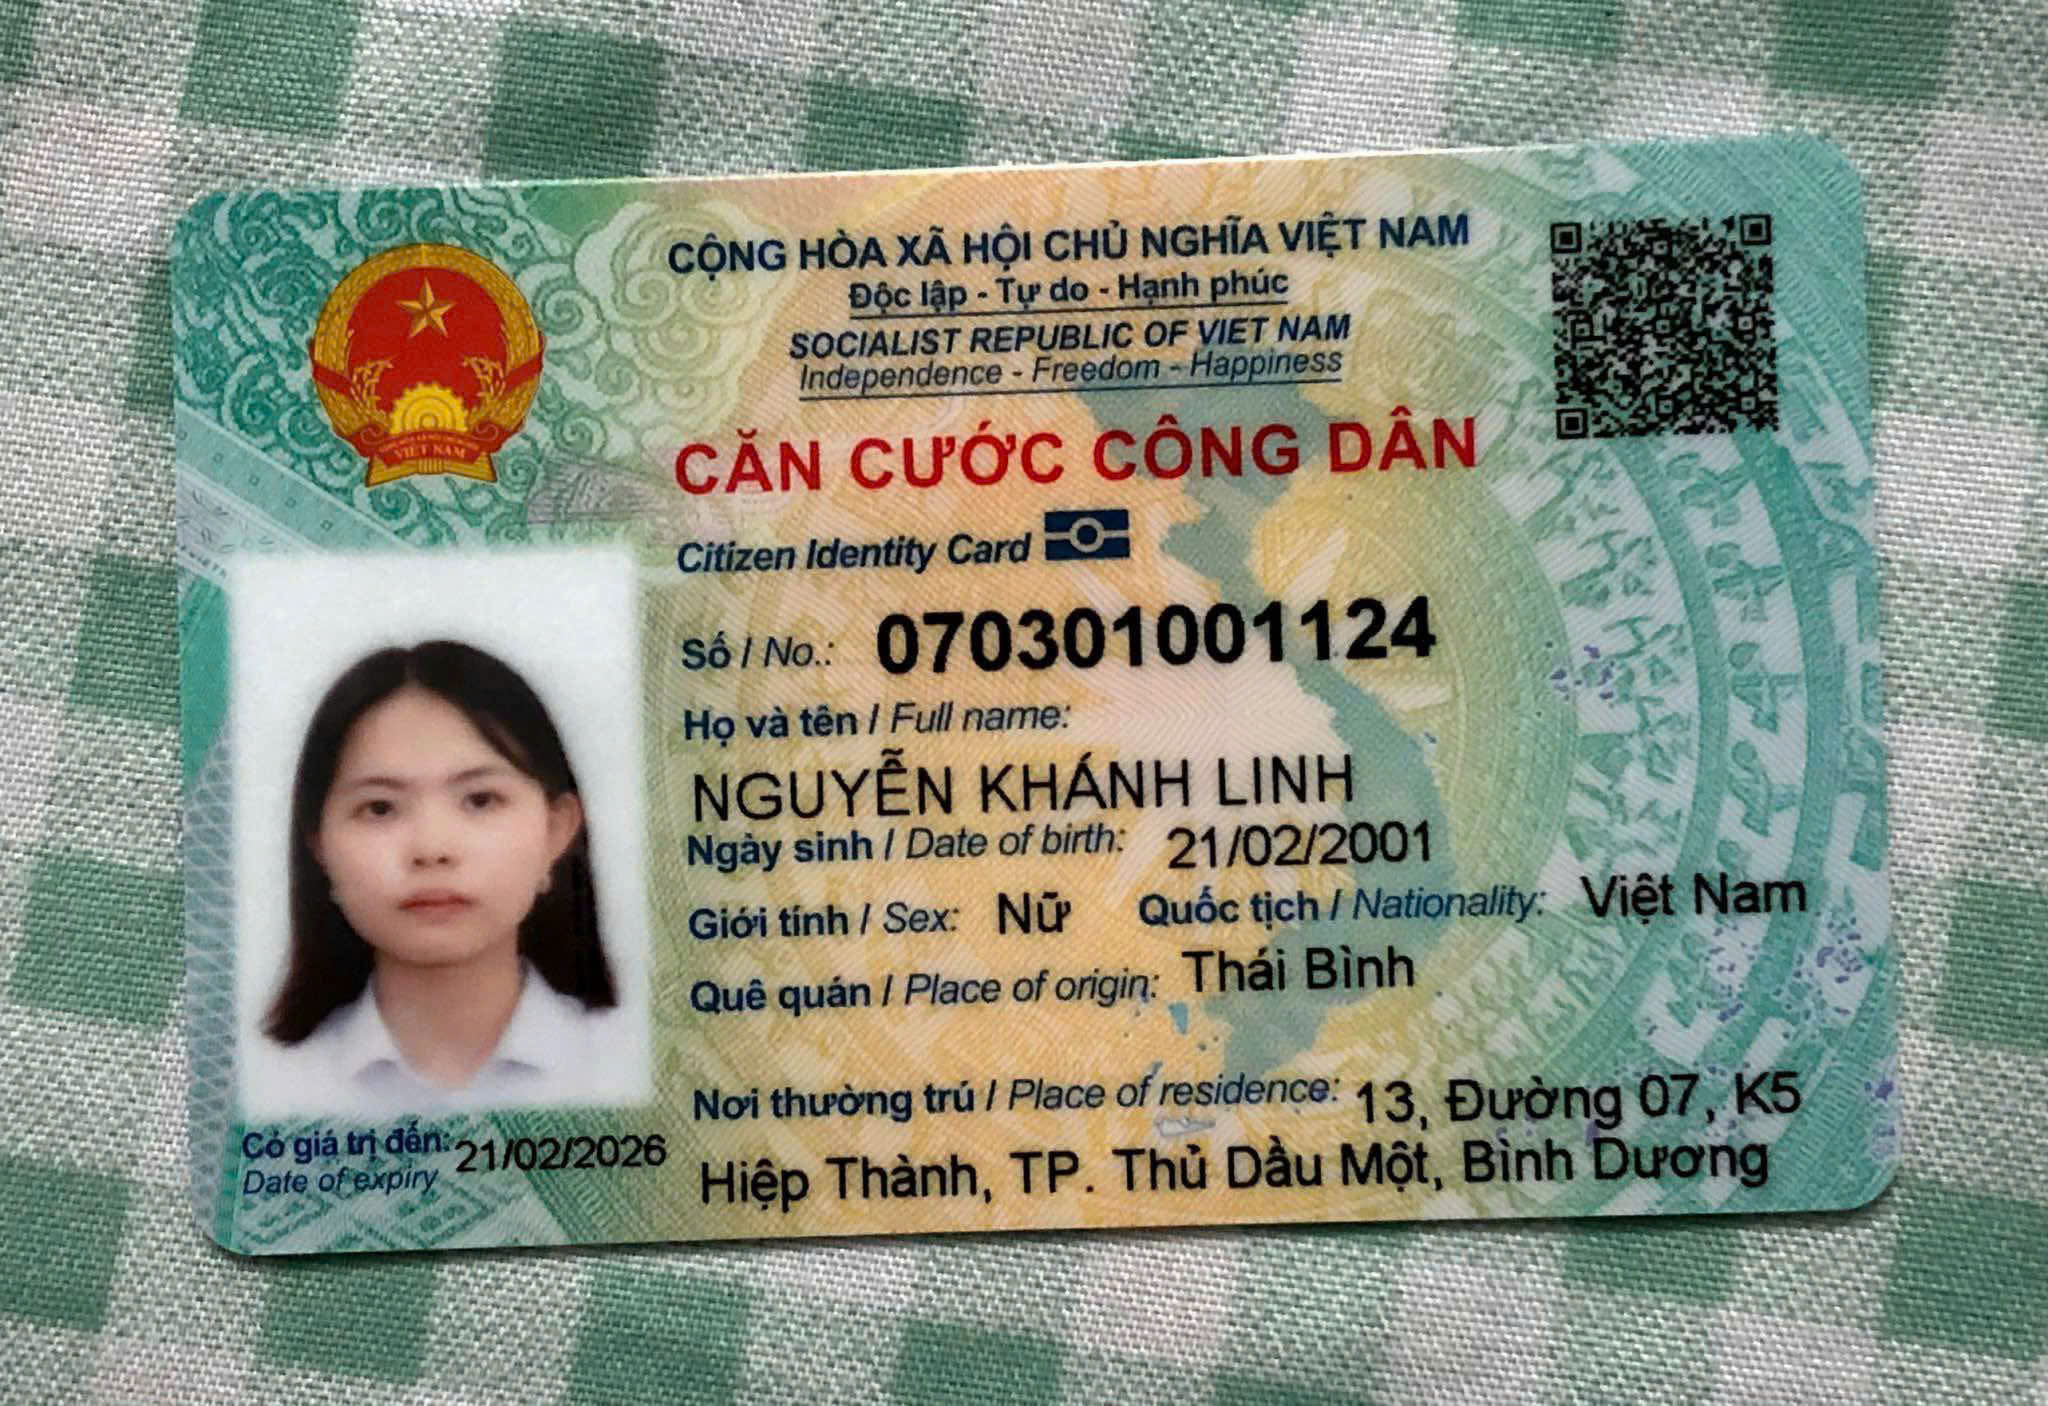 CỘNG HÒA XÃ HỘI CHỦ NGHĨA VIỆT NAM
Độc lập - Tự do - Hạnh phúc
SOCIALIST REPUBLIC OF VIET NAM
Independence - Freedom - Happiness
CĂN CƯỚC CÔNG DÂN
Citizen Identity Card
VIỆT NAM
Số / No.: 070301001124
Họ và tên / Full name:
NGUYỄN KHÁNH LINH
Ngày sinh / Date of birth: 21/02/2001
Giới tính / Sex: Nữ Quốc tịch / Nationality: Việt Nam
Quê quán / Place of origin: Thái Bình
Nơi thường trú / Place of residence: 13, Đường 07, K5
Hiệp Thành, TP. Thủ Dầu Một, Bình Dương
Có giá trị đến: 21/02/2026
Date of expiry